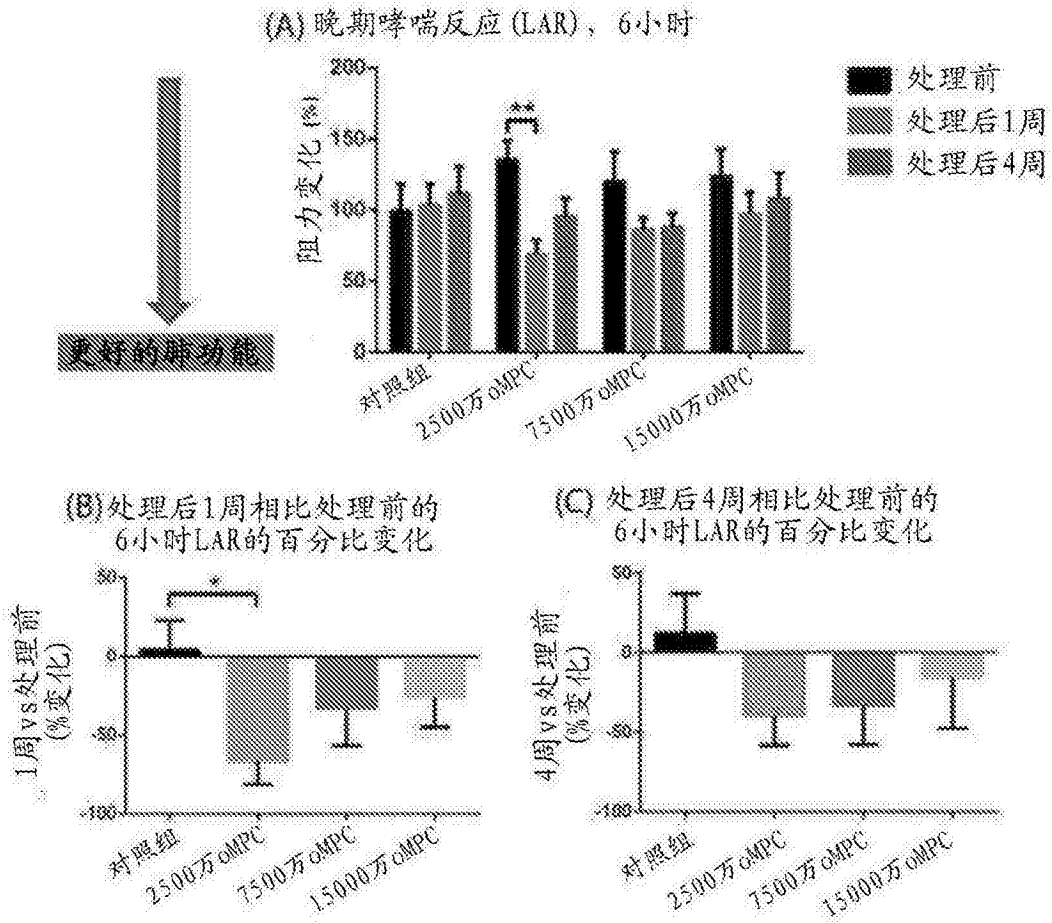 (A) 晚期哮喘反应(LAR), 6小时
阻力变化 (%)
200
150
100
50
0
**
处理前
处理后1周
处理后4周
更好的肺功能
对照组
2500万oMPC
7500万oMPC
15000万oMPC
(B)处理后1周相比处理前的
6小时LAR的百分比变化
1周vs处理前
(%变化)
50
0
-50
-100
*
对照组
2500万oMPC
7500万oMPC
15000万oMPC
(C) 处理后4周相比处理前的
6小时LAR的百分比变化
4周vs处理前
(%变化)
50
0
-50
-100
对照组
2500万oMPC
7500万oMPC
15000万oMPC